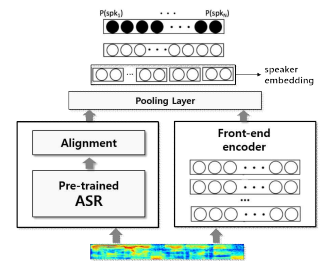 P(spk₁) · · · P(spkₙ)
speaker
embedding
Pooling Layer
Alignment
Pre-trained
ASR
Front-end
encoder